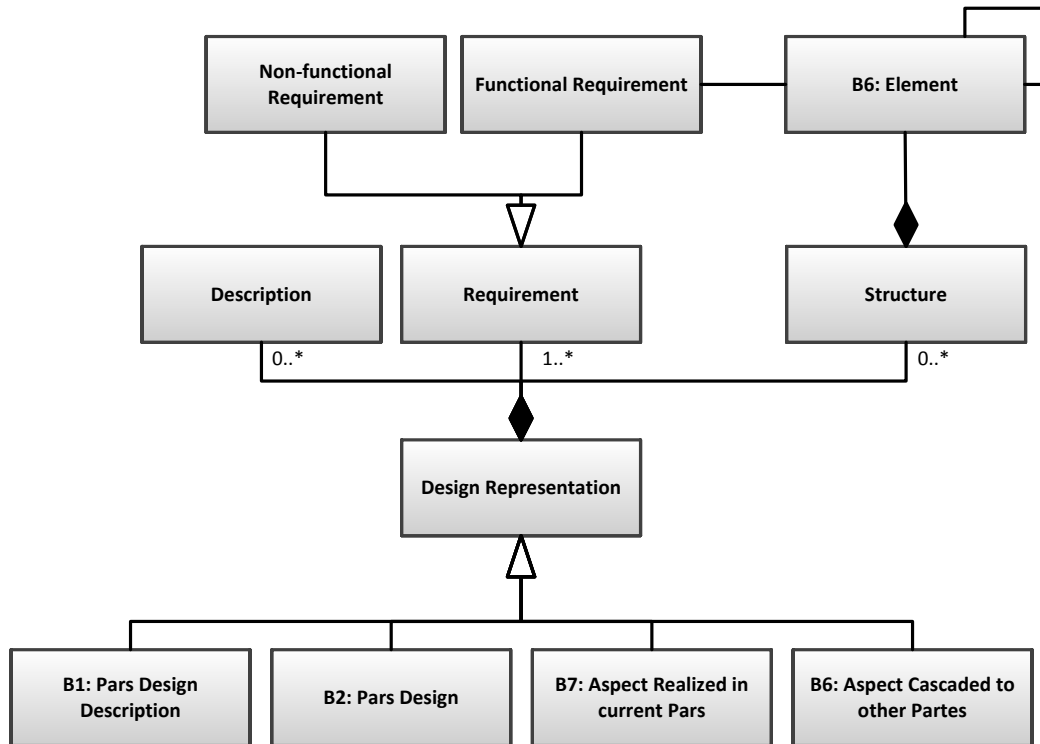 Non-functional
Requirement
Functional Requirement
B6: Element
Description
Requirement
Structure
0..*
1..*
0..*
Design Representation
B1: Pars Design
Description
B2: Pars Design
B7: Aspect Realized in
current Pars
B6: Aspect Cascaded to
other Partes